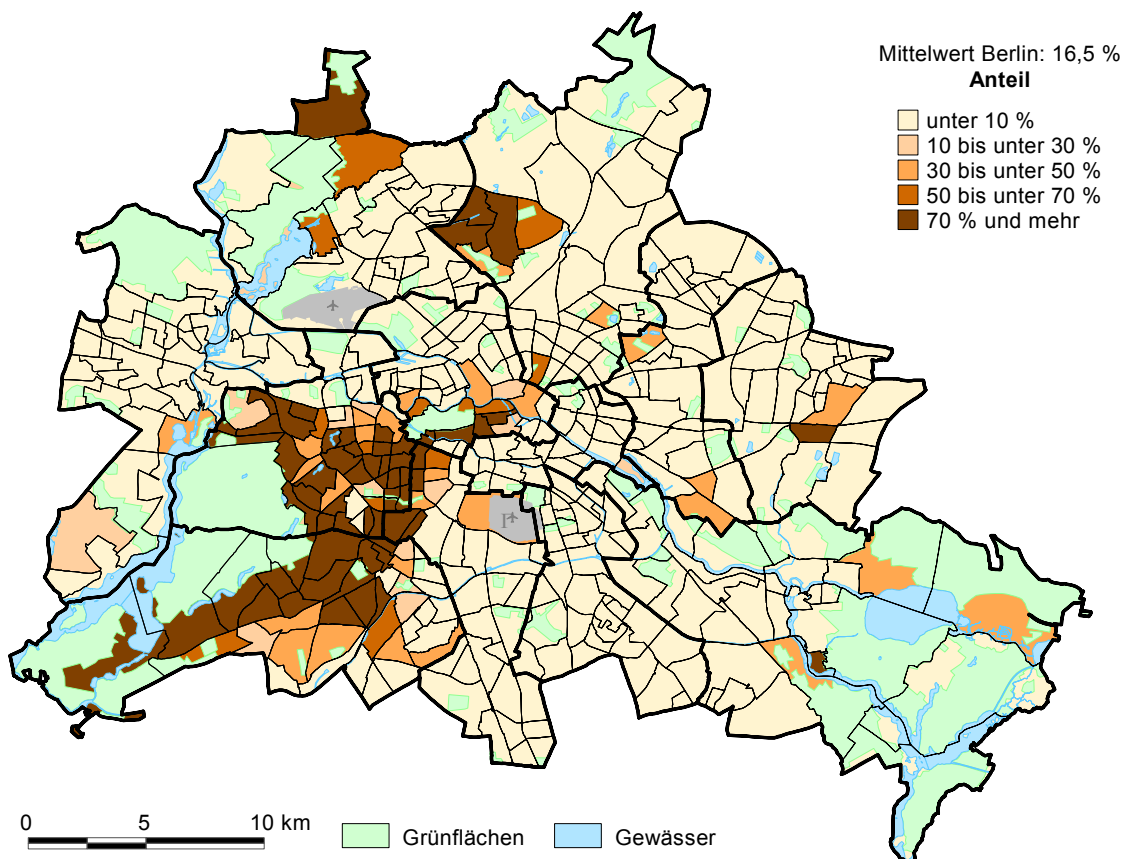 Mittelwert Berlin: 16,5 %
Anteil
unter 10 %
10 bis unter 30 %
30 bis unter 50 %
50 bis unter 70 %
70 % und mehr
0 5 10 km
Grünflächen
Gewässer